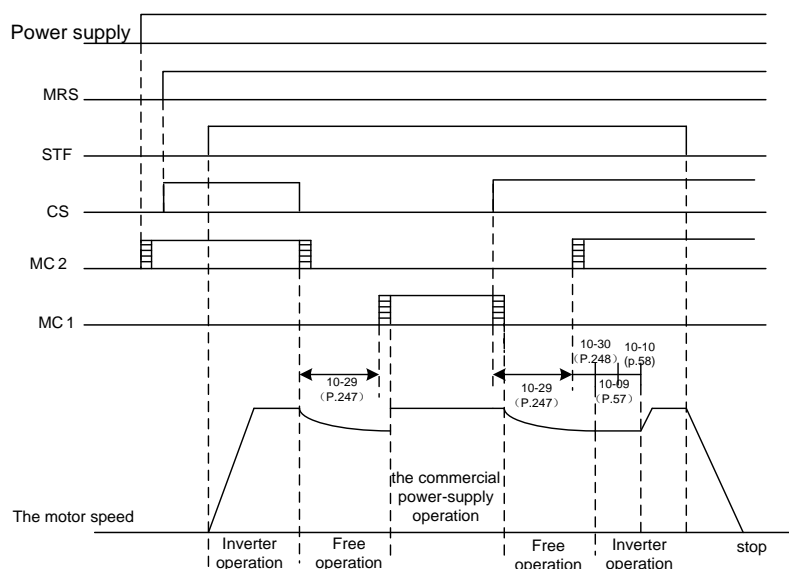 Power supply
MRS
STF
CS
MC 2
MC 1
10-29
（P.247）
10-29
（P.247）
10-30
（P.248）
10-10
(p.58)
10-09
（P.57）
the commercial
power-supply
operation
The motor speed
Inverter
operation
Free
operation
Free
operation
Inverter
operation
stop